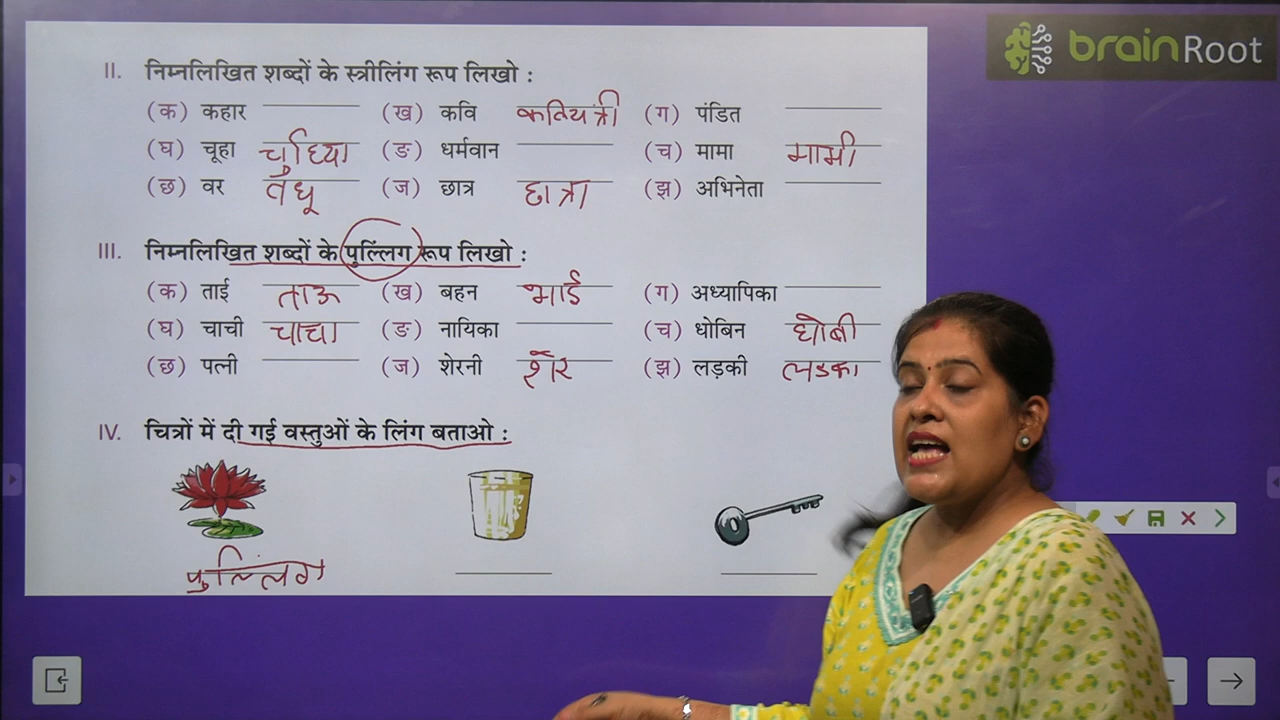 brainRoot
II. निम्नलिखित शब्दों के स्त्रीलिंग रूप लिखो :
(क) कहार (ख) कवि कवियत्री (ग) पंडित
(घ) चूहा चुहिया (ङ) धर्मवान (च) मामा मामी
(छ) वर वधू (ज) छात्र छात्रा (झ) अभिनेता
III. निम्नलिखित शब्दों के पुल्लिंग रूप लिखो :
(क) ताई ताऊ (ख) बहन भाई (ग) अध्यापिका
(घ) चाची चाचा (ङ) नायिका (च) धोबिन धोबी
(छ) पत्नी (ज) शेरनी शेर (झ) लड़की लडका
IV. चित्रों में दी गई वस्तुओं के लिंग बताओ :
पुल्लिंग